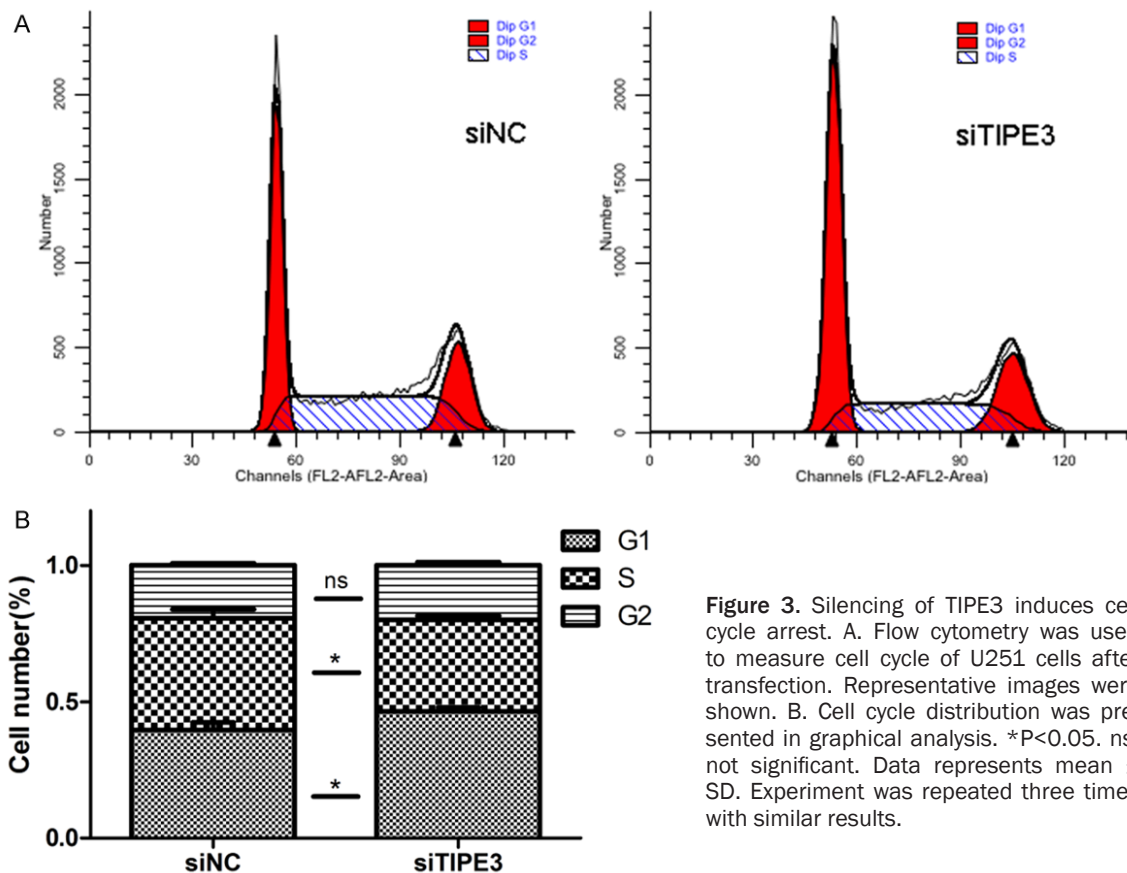 A
Dip G1
Dip G2
Dip S
siNC
Number
2000
1500
1000
500
0
0 30 60 90 120
Channels (FL2-AFL2-Area)
Dip G1
Dip G2
Dip S
siTIPE3
Number
2000
1500
1000
500
0
0 30 60 90 120
Channels (FL2-AFL2-Area)
B
Cell number(%)
1.0
0.5
0.0
ns
*
*
siNC siTIPE3
G1
S
G2
Figure 3. Silencing of TIPE3 induces ce
cycle arrest. A. Flow cytometry was use
to measure cell cycle of U251 cells afte
transfection. Representative images wer
shown. B. Cell cycle distribution was pre
sented in graphical analysis. *P<0.05. ns
not significant. Data represents mean
SD. Experiment was repeated three time
with similar results.